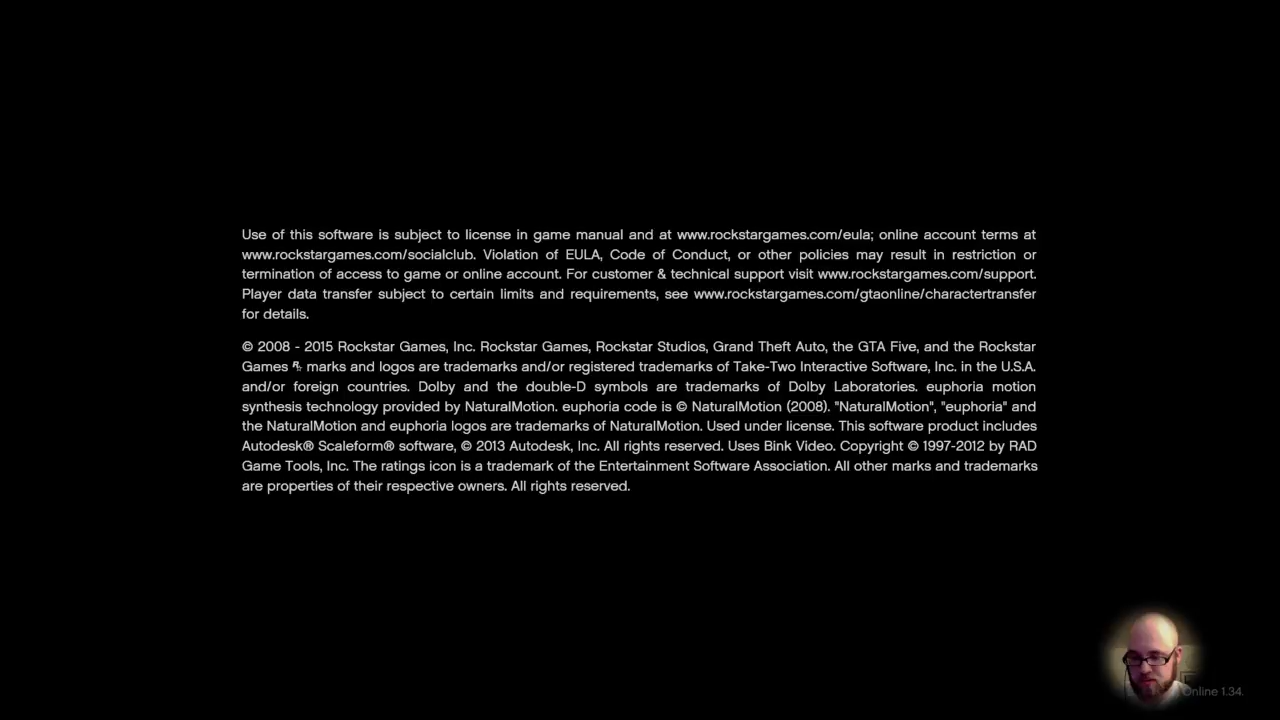 Use of this software is subject to license in game manual and at www.rockstargames.com/eula; online account terms at
www.rockstargames.com/socialclub. Violation of EULA, Code of Conduct, or other policies may result in restriction or
termination of access to game or online account. For customer & technical support visit www.rockstargames.com/support.
Player data transfer subject to certain limits and requirements, see www.rockstargames.com/gtaonline/charactertransfer
for details.
© 2008 - 2015 Rockstar Games, Inc. Rockstar Games, Rockstar Studios, Grand Theft Auto, the GTA Five, and the Rockstar
Games R* marks and logos are trademarks and/or registered trademarks of Take-Two Interactive Software, Inc. in the U.S.A.
and/or foreign countries. Dolby and the double-D symbols are trademarks of Dolby Laboratories. euphoria motion
synthesis technology provided by NaturalMotion. euphoria code is © NaturalMotion (2008). "NaturalMotion", "euphoria" and
the NaturalMotion and euphoria logos are trademarks of NaturalMotion. Used under license. This software product includes
Autodesk® Scaleform® software, © 2013 Autodesk, Inc. All rights reserved. Uses Bink Video. Copyright © 1997-2012 by RAD
Game Tools, Inc. The ratings icon is a trademark of the Entertainment Software Association. All other marks and trademarks
are properties of their respective owners. All rights reserved.
Online 1.34.